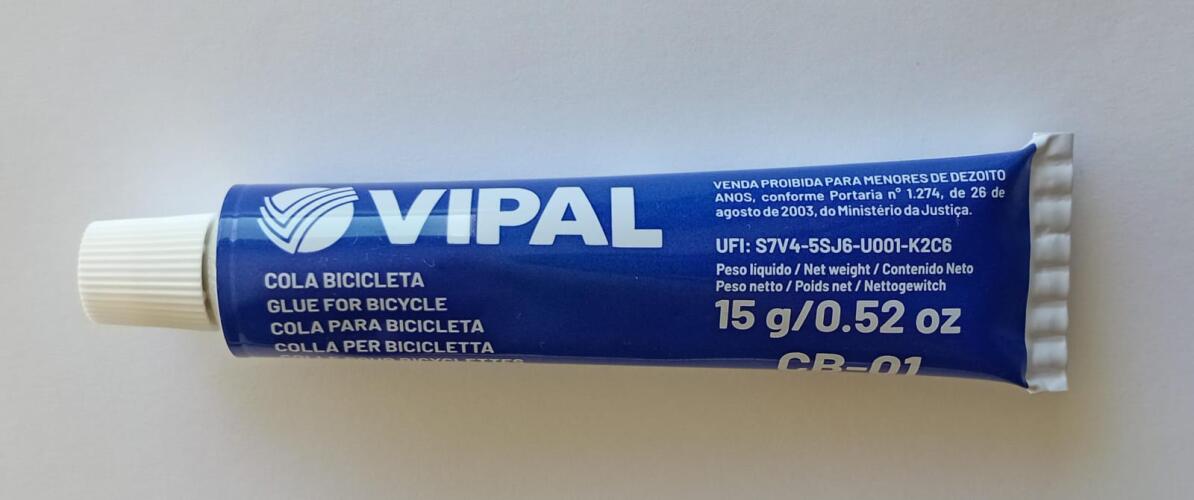 VIPAL
COLA BICICLETA
GLUE FOR BICYCLE
COLA PARA BICICLETA
COLLA PER BICICLETTA
VENDA PROIBIDA PARA MENORES DE DEZOITO
ANOS, conforme Portaria n° 1.274, de 26 de
agosto de 2003, do Ministério da Justiça.
UFI: S7V4-5SJ6-U001-K2C6
Peso líquido / Net weight / Contenido Neto
Peso netto / Poids net / Nettogewitch
15 g/0.52 oz
CB-01